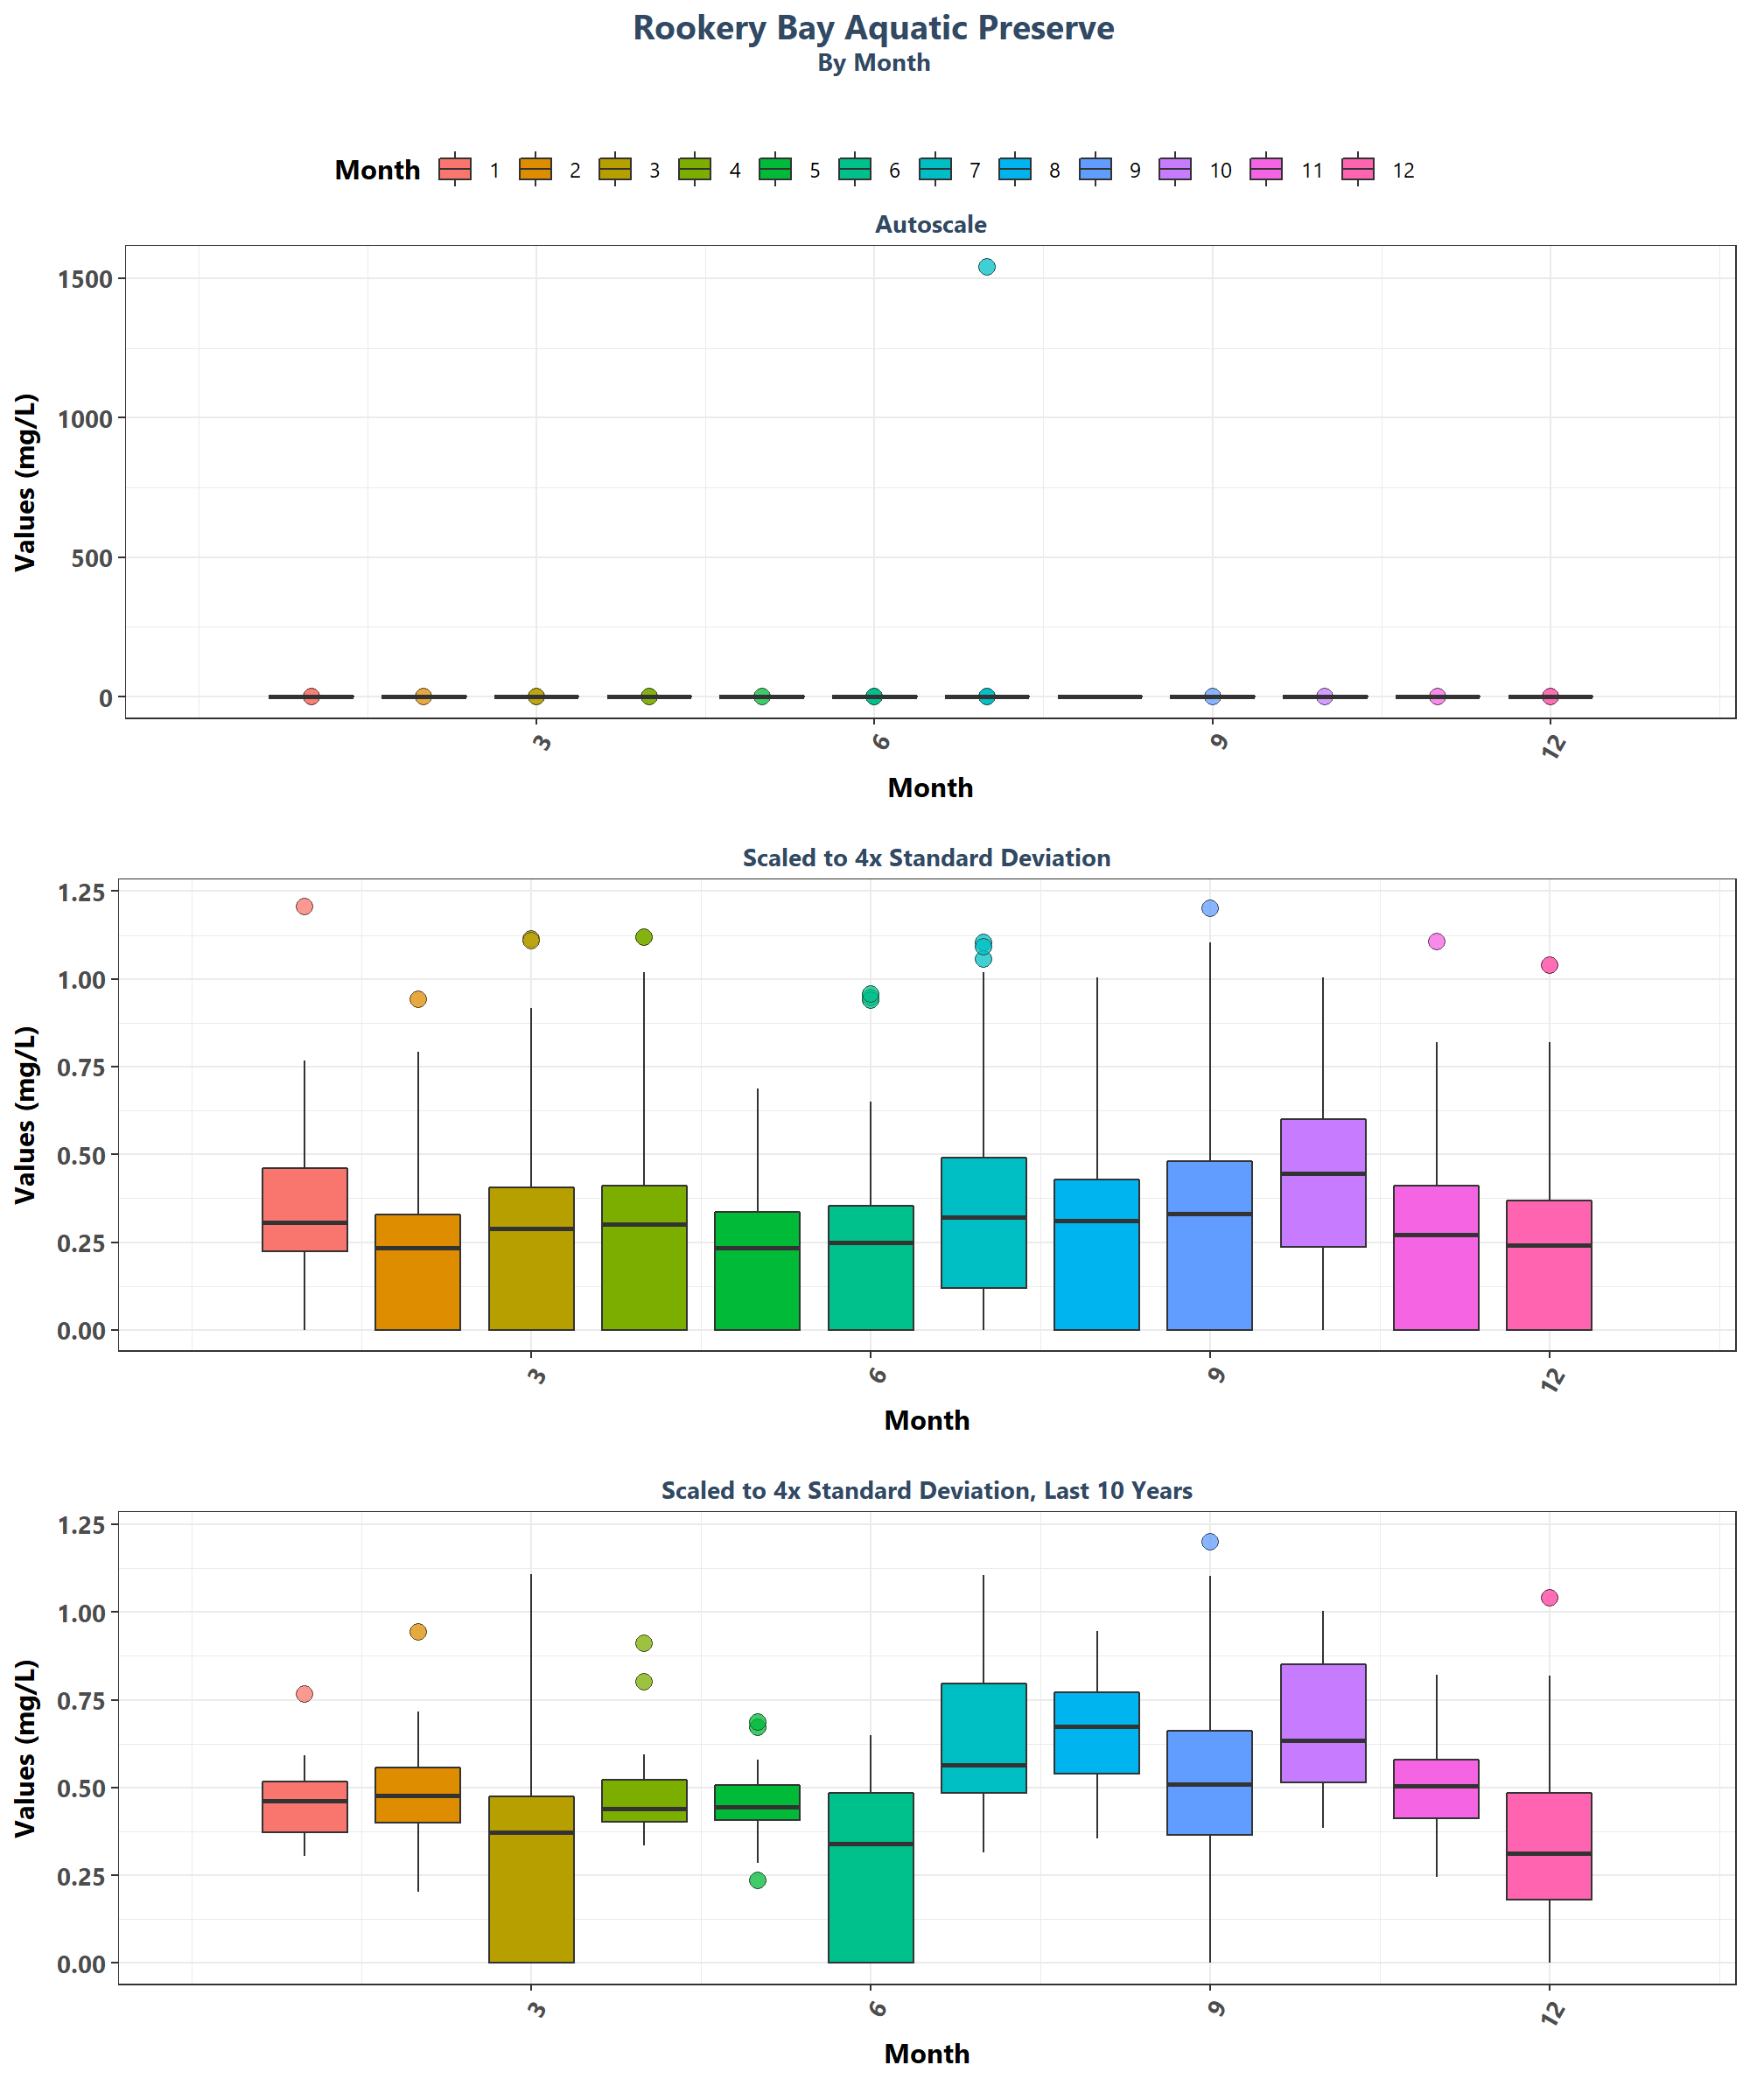 Rookery Bay Aquatic Preserve
By Month
Month 1 2 3 4 5 6 7 8 9 10 11 12
Autoscale
Values (mg/L)
1500
1000
500
0
3 6 9 12
Month
Scaled to 4x Standard Deviation
Values (mg/L)
1.25
1.00
0.75
0.50
0.25
0.00
3 6 9 12
Month
Scaled to 4x Standard Deviation, Last 10 Years
Values (mg/L)
1.25
1.00
0.75
0.50
0.25
0.00
3 6 9 12
Month